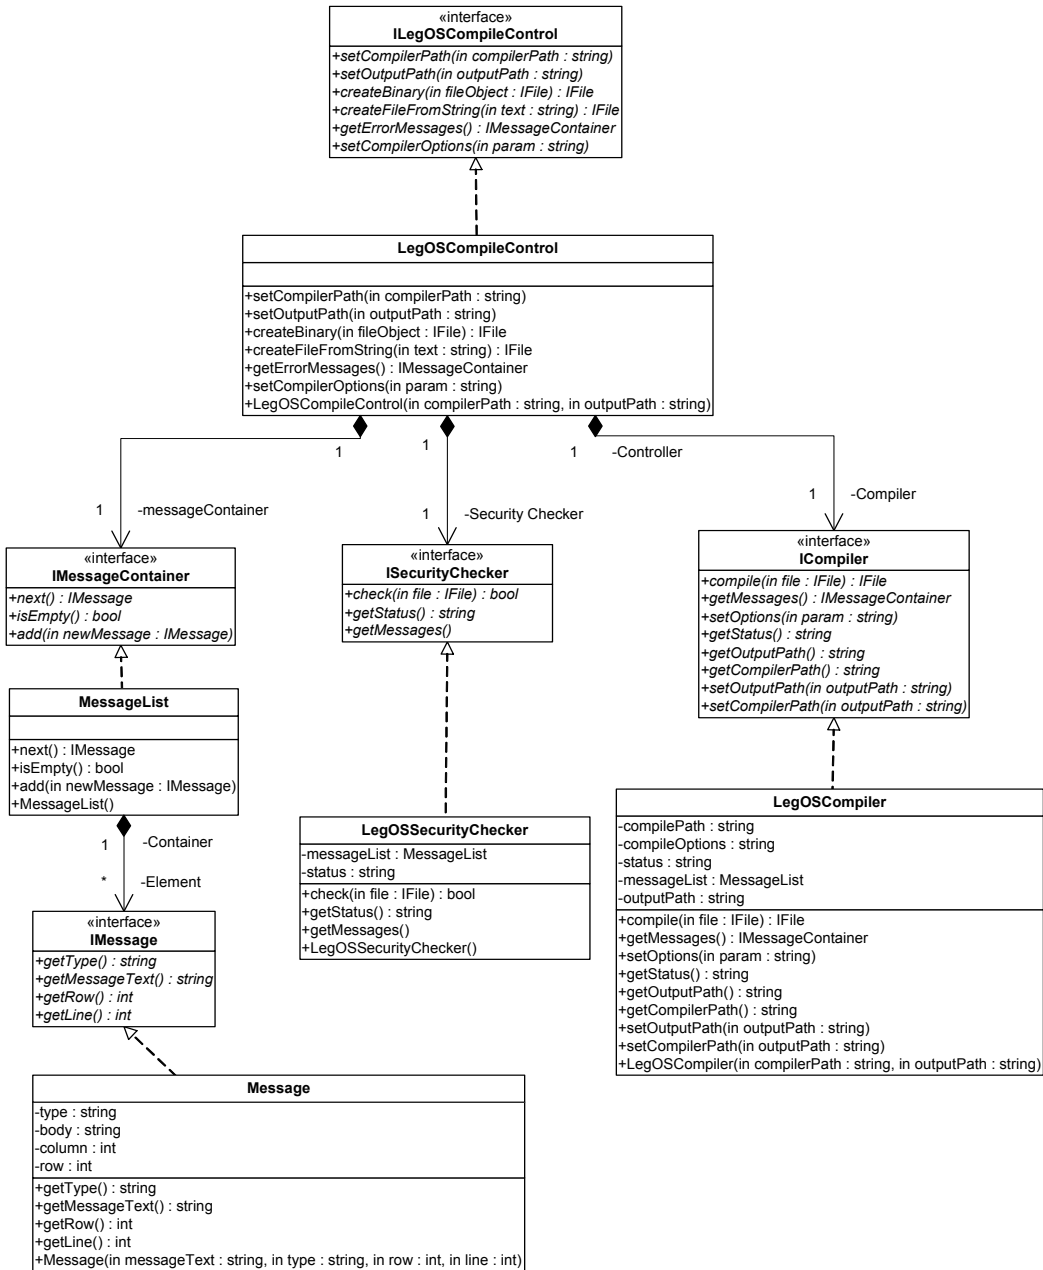 «interface»
ILegOSCompileControl
+setCompilerPath(in compilerPath : string)
+setOutputPath(in outputPath : string)
+createBinary(in fileObject : IFile) : IFile
+createFileFromString(in text : string) : IFile
+getErrorMessages() : IMessageContainer
+setCompilerOptions(in param : string)
LegOSCompileControl
+setCompilerPath(in compilerPath : string)
+setOutputPath(in outputPath : string)
+createBinary(in fileObject : IFile) : IFile
+createFileFromString(in text : string) : IFile
+getErrorMessages() : IMessageContainer
+setCompilerOptions(in param : string)
+LegOSCompileControl(in compilerPath : string, in outputPath : string)
1
1
-messageContainer
1
1
-Security Checker
1
-Controller
1
-Compiler
«interface»
IMessageContainer
+next() : IMessage
+isEmpty() : bool
+add(in newMessage : IMessage)
«interface»
ISecurityChecker
+check(in file : IFile) : bool
+getStatus() : string
+getMessages()
«interface»
ICompiler
+compile(in file : IFile) : IFile
+getMessages() : IMessageContainer
+setOptions(in param : string)
+getStatus() : string
+getOutputPath() : string
+getCompilerPath() : string
+setOutputPath(in outputPath : string)
+setCompilerPath(in outputPath : string)
MessageList
+next() : IMessage
+isEmpty() : bool
+add(in newMessage : IMessage)
+MessageList()
1
-Container
*
-Element
LegOSSecurityChecker
-messageList : MessageList
-status : string
+check(in file : IFile) : bool
+getStatus() : string
+getMessages()
+LegOSSecurityChecker()
LegOSCompiler
-compilePath : string
-compileOptions : string
-status : string
-messageList : MessageList
-outputPath : string
+compile(in file : IFile) : IFile
+getMessages() : IMessageContainer
+setOptions(in param : string)
+getStatus() : string
+getOutputPath() : string
+getCompilerPath() : string
+setOutputPath(in outputPath : string)
+setCompilerPath(in outputPath : string)
+LegOSCompiler(in compilerPath : string, in outputPath : string)
«interface»
IMessage
+getType() : string
+getMessageText() : string
+getRow() : int
+getLine() : int
Message
-type : string
-body : string
-column : int
-row : int
+getType() : string
+getMessageText() : string
+getRow() : int
+getLine() : int
+Message(in messageText : string, in type : string, in row : int, in line : int)